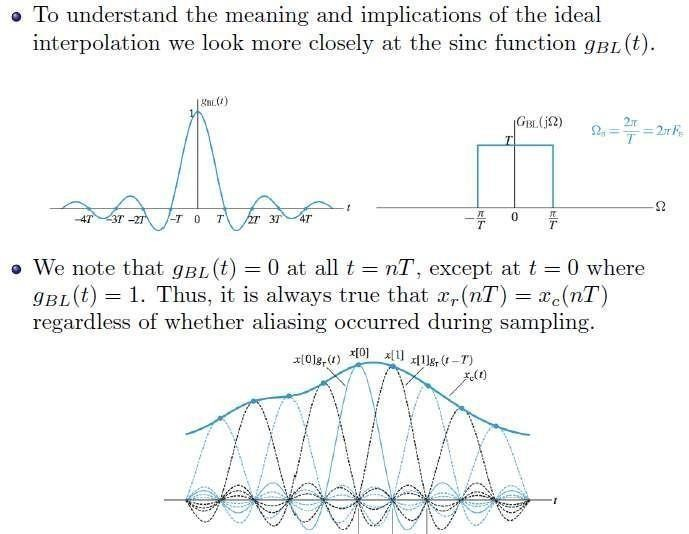 To understand the meaning and implications of the ideal
interpolation we look more closely at the sinc function g_BL(t).
g_BL(t)
1
-4T -3T -2T -T 0 T 2T 3T 4T t
G_BL(jΩ)
T
Ω_s = 2π/T = 2πF_s
-π/T 0 π/T Ω
We note that g_BL(t) = 0 at all t = nT, except at t = 0 where
g_BL(t) = 1. Thus, it is always true that x_r(nT) = x_c(nT)
regardless of whether aliasing occurred during sampling.
x[0]g_r(t) x[0] x[1] x[1]g_r(t-T)
x_c(t)
t